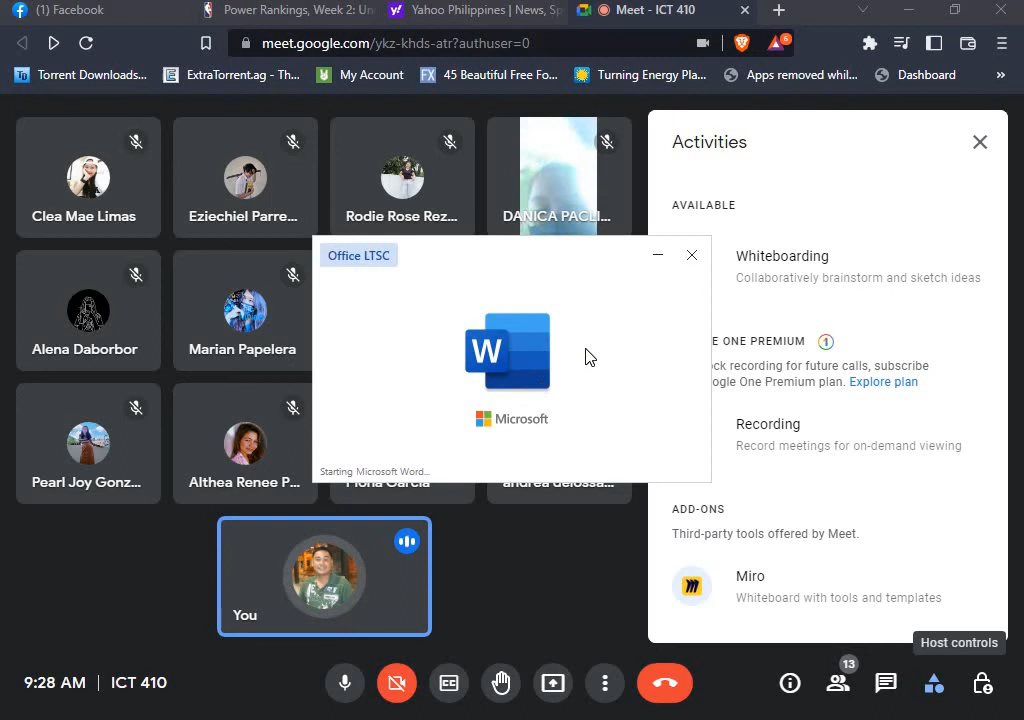 (1) Facebook
Power Rankings, Week 2: Un
Yahoo Philippines | News, Sp
Meet - ICT 410
meet.google.com/ykz-khds-atr?authuser=0
6
Torrent Downloads...
ExtraTorrent.ag - Th...
My Account
45 Beautiful Free Fo...
Turning Energy Pla...
Apps removed whil...
Dashboard
»
Activities
AVAILABLE
Whiteboarding
Collaboratively brainstorm and sketch ideas
E ONE PREMIUM
ock recording for future calls, subscribe
ogle One Premium plan. Explore plan
Recording
Record meetings for on-demand viewing
ADD-ONS
Third-party tools offered by Meet.
Miro
Whiteboard with tools and templates
Host controls
Clea Mae Limas
Eziechiel Parre...
Rodie Rose Rez...
DANICA PACLI...
Alena Daborbor
Marian Papelera
Pearl Joy Gonz...
Althea Renee P...
Fiona Garcia
andrea delossa...
You
Office LTSC
W
Microsoft
Starting Microsoft Word...
9:28 AM | ICT 410
13